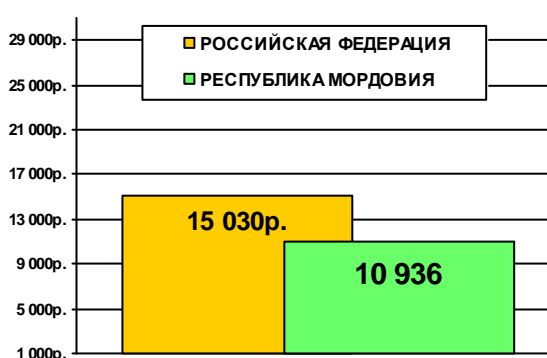 29 000р.
РОССИЙСКАЯ ФЕДЕРАЦИЯ
РЕСПУБЛИКА МОРДОВИЯ
25 000р.
21 000р.
17 000р.
13 000р.
15 030р.
9 000р.
10 936
5 000р.
1 000р.